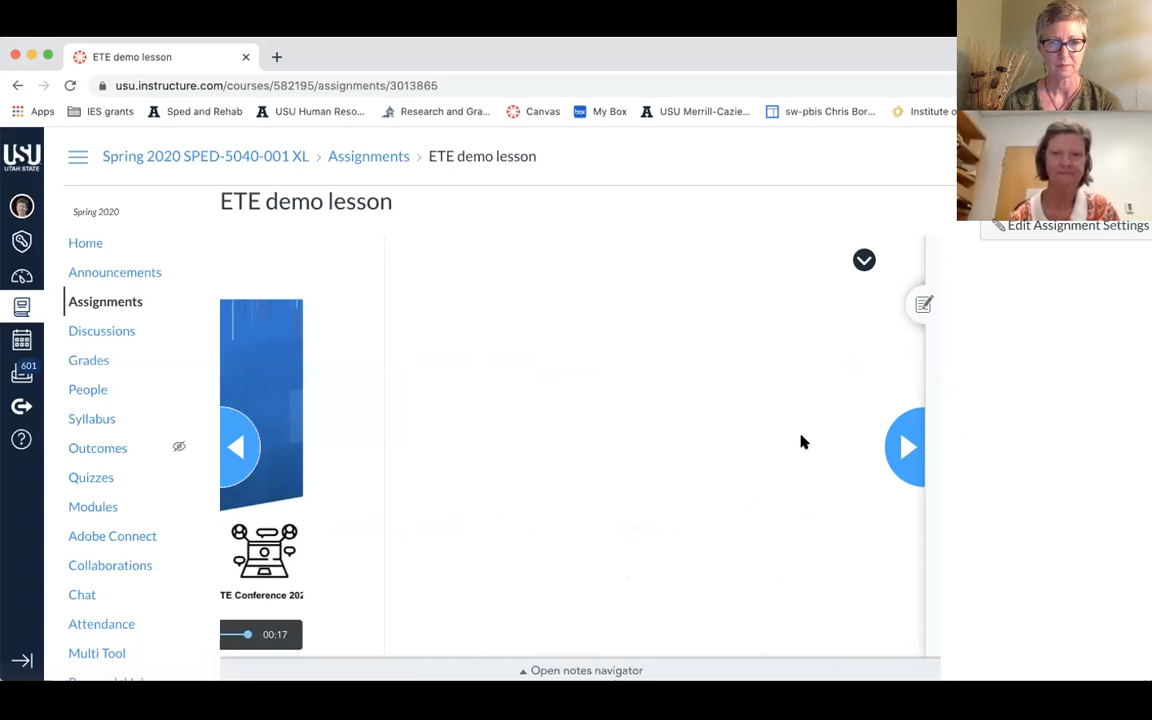 ETE demo lesson
usu.instructure.com/courses/582195/assignments/3013865
Apps IES grants Sped and Rehab USU Human Reso... Research and Gra... Canvas box My Box USU Merrill-Cazie... sw-pbis Chris Bor... Institute o
USU
UTAH STATE
Spring 2020 SPED-5040-001 XL › Assignments › ETE demo lesson
Spring 2020
ETE demo lesson
Edit Assignment Settings
Home
Announcements
Assignments
Discussions
601
Grades
People
Syllabus
Outcomes
Quizzes
Modules
Adobe Connect
Collaborations
Chat
Attendance
Multi Tool
TE Conference 202
00:17
Open notes navigator